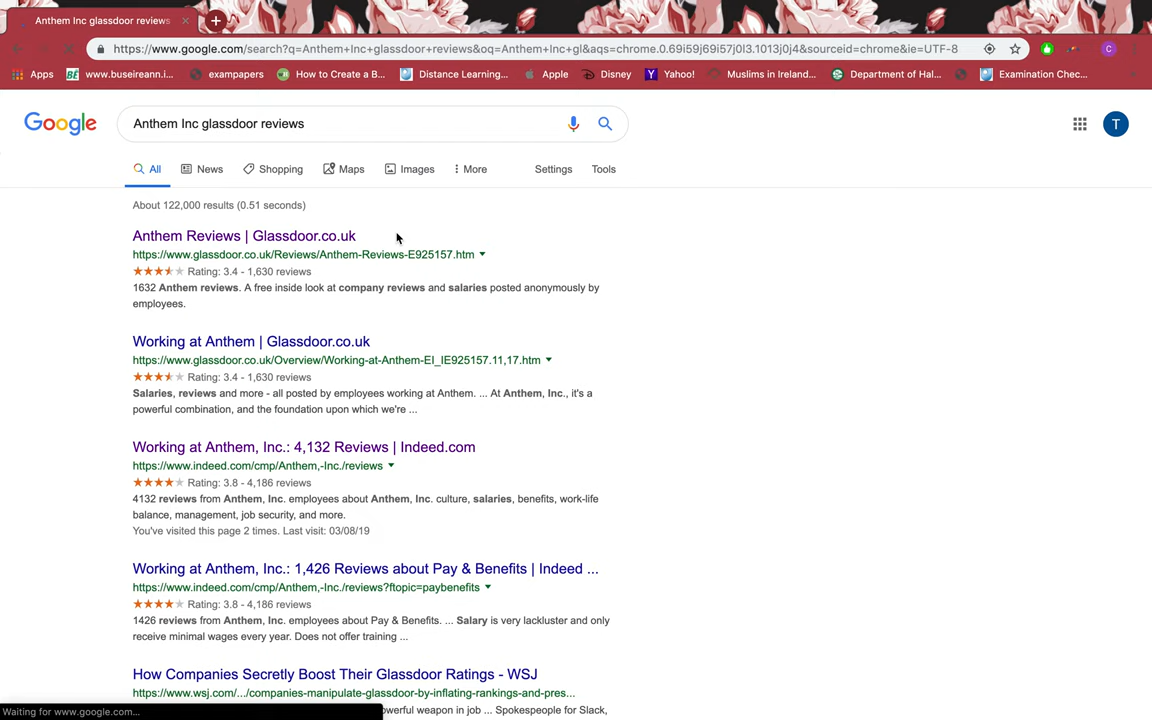 Anthem Inc glassdoor reviews
https://www.google.com/search?q=Anthem+Inc+glassdoor+reviews&oq=Anthem+Inc+gl&aqs=chrome.0.69i59j69i57j0l3.1013j0j4&sourceid=chrome&ie=UTF-8
C
Apps
BÉ www.buseireann.i...
exampapers
How to Create a B...
Distance Learning...
Apple
Disney
Yahoo!
Muslims in Ireland...
Department of Hal...
Examination Chec...
Google
Anthem Inc glassdoor reviews
T
All News Shopping Maps Images More Settings Tools
About 122,000 results (0.51 seconds)
Anthem Reviews | Glassdoor.co.uk
https://www.glassdoor.co.uk/Reviews/Anthem-Reviews-E925157.htm
Rating: 3.4 - 1,630 reviews
1632 Anthem reviews. A free inside look at company reviews and salaries posted anonymously by
employees.
Working at Anthem | Glassdoor.co.uk
https://www.glassdoor.co.uk/Overview/Working-at-Anthem-EI_IE925157.11,17.htm
Rating: 3.4 - 1,630 reviews
Salaries, reviews and more - all posted by employees working at Anthem. ... At Anthem, Inc., it's a
powerful combination, and the foundation upon which we're ...
Working at Anthem, Inc.: 4,132 Reviews | Indeed.com
https://www.indeed.com/cmp/Anthem,-Inc./reviews
Rating: 3.8 - 4,186 reviews
4132 reviews from Anthem, Inc. employees about Anthem, Inc. culture, salaries, benefits, work-life
balance, management, job security, and more.
You've visited this page 2 times. Last visit: 03/08/19
Working at Anthem, Inc.: 1,426 Reviews about Pay & Benefits | Indeed ...
https://www.indeed.com/cmp/Anthem,-Inc./reviews?ftopic=paybenefits
Rating: 3.8 - 4,186 reviews
1426 reviews from Anthem, Inc. employees about Pay & Benefits. ... Salary is very lackluster and only
receive minimal wages every year. Does not offer training ...
How Companies Secretly Boost Their Glassdoor Ratings - WSJ
https://www.wsj.com/.../companies-manipulate-glassdoor-by-inflating-rankings-and-pres...
powerful weapon in job ... Spokespeople for Slack,
Waiting for www.google.com...